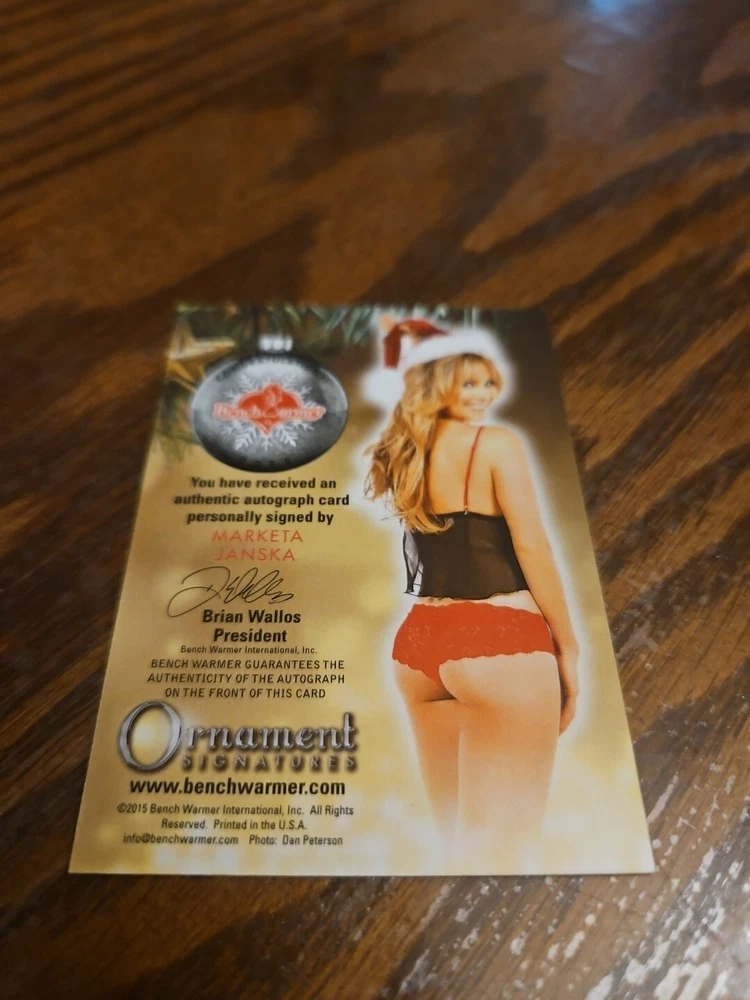 BenchWarmer
You have received an
authentic autograph card
personally signed by
MARKETA
JANSKA
Brian Wallos
President
Bench Warmer International, Inc.
BENCH WARMER GUARANTEES THE
AUTHENTICITY OF THE AUTOGRAPH
ON THE FRONT OF THIS CARD
Ornament
SIGNATURES
www.benchwarmer.com
©2015 Bench Warmer International, Inc. All Rights
Reserved. Printed in the U.S.A.
info@benchwarmer.com Photo: Dan Peterson